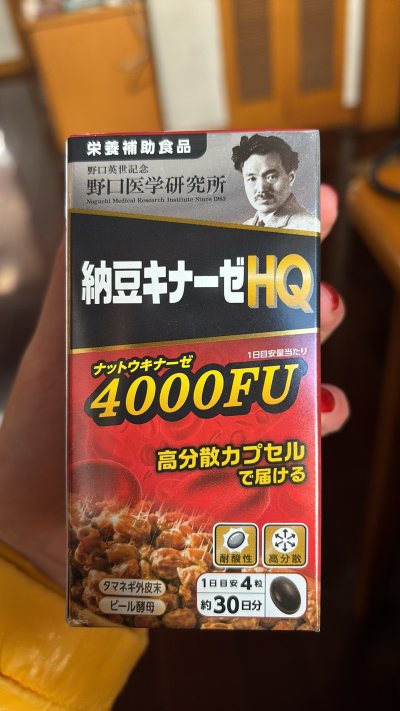 栄養補助食品
野口英世記念
野口医学研究所
Noguchi Medical Research Institute Since 1983
納豆キナーゼHQ
1日目安量当たり
ナットウキナーゼ
4000FU
高分散カプセル
で届ける
耐酸性
高分散
タマネギ外皮末
ビール酵母
1日目安4粒
約30日分